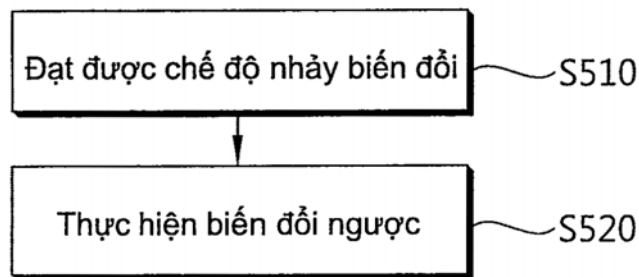 Đạt được chế độ nhảy biến đổi
S510
Thực hiện biến đổi ngược
S520